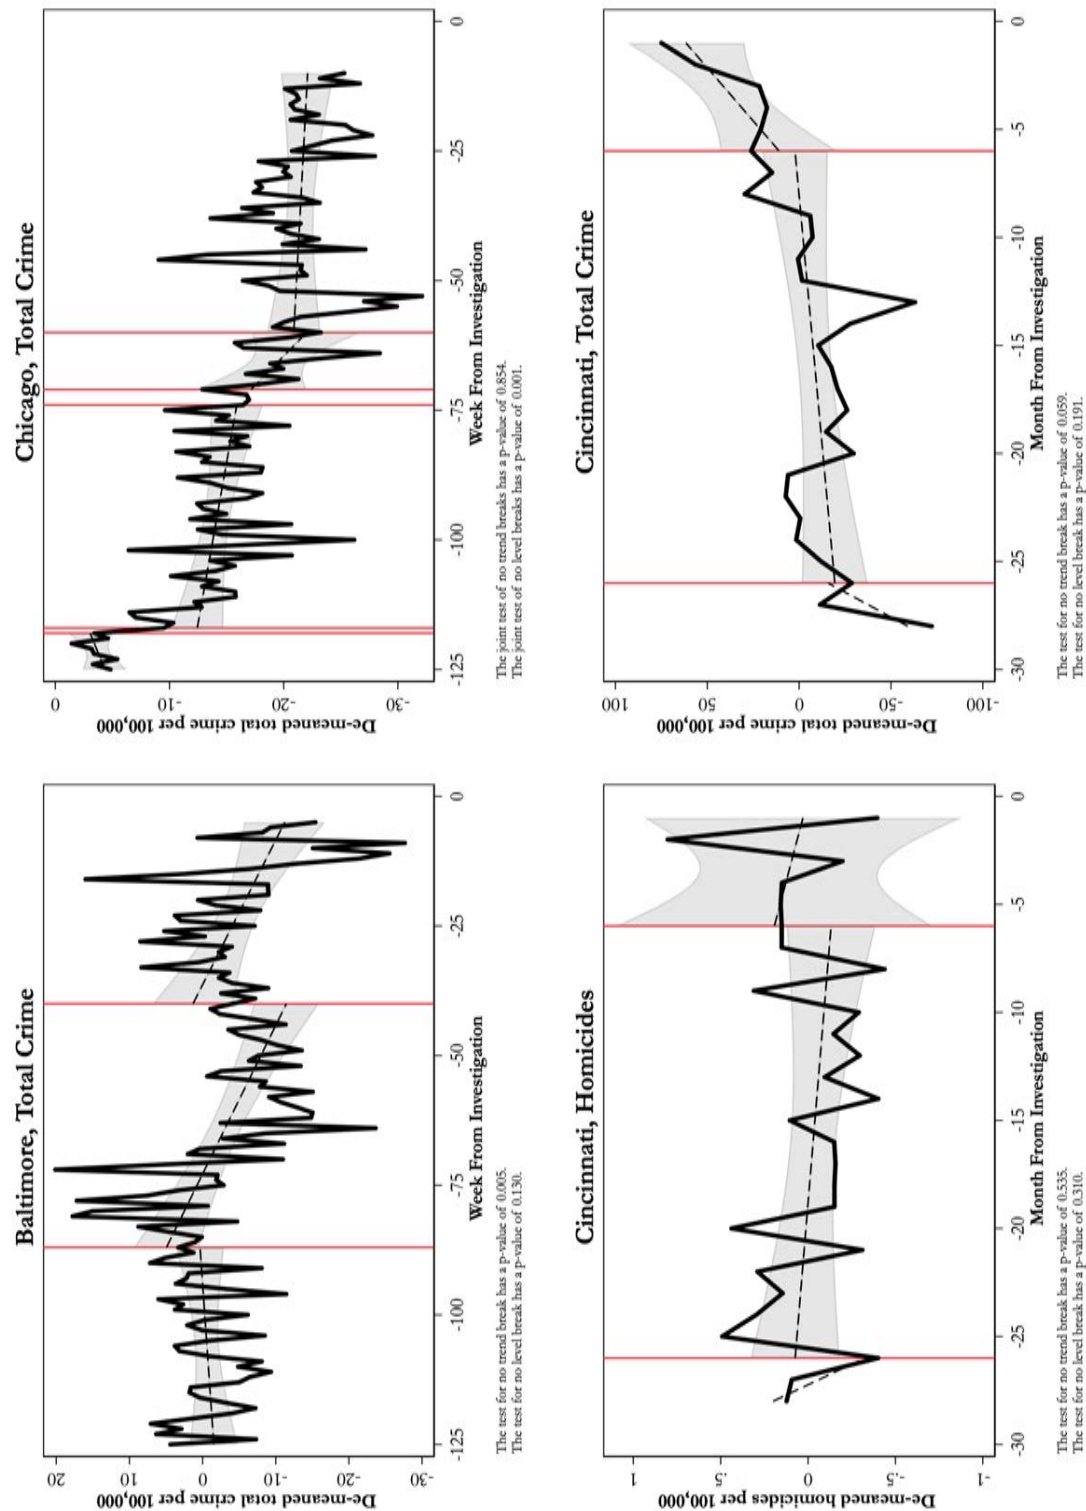 Baltimore, Total Crime
De-meaned total crime per 100,000
20
10
0
-10
-20
-30
-125
-100
-75
-50
-25
0
Week From Investigation
The test for no trend break has a p-value of 0.005.
The test for no level break has a p-value of 0.130.
Chicago, Total Crime
De-meaned total crime per 100,000
0
-10
-20
-30
-125
-100
-75
-50
-25
0
Week From Investigation
The joint test of no trend breaks has a p-value of 0.854.
The joint test of no level breaks has a p-value of 0.001.
Cincinnati, Homicides
De-meaned homicides per 100,000
1
.5
0
-.5
-1
-30
-25
-20
-15
-10
-5
0
Month From Investigation
The test for no trend break has a p-value of 0.535.
The test for no level break has a p-value of 0.310.
Cincinnati, Total Crime
De-meaned total crime per 100,000
100
50
0
-50
-100
-30
-25
-20
-15
-10
-5
0
Month From Investigation
The test for no trend break has a p-value of 0.059.
The test for no level break has a p-value of 0.191.